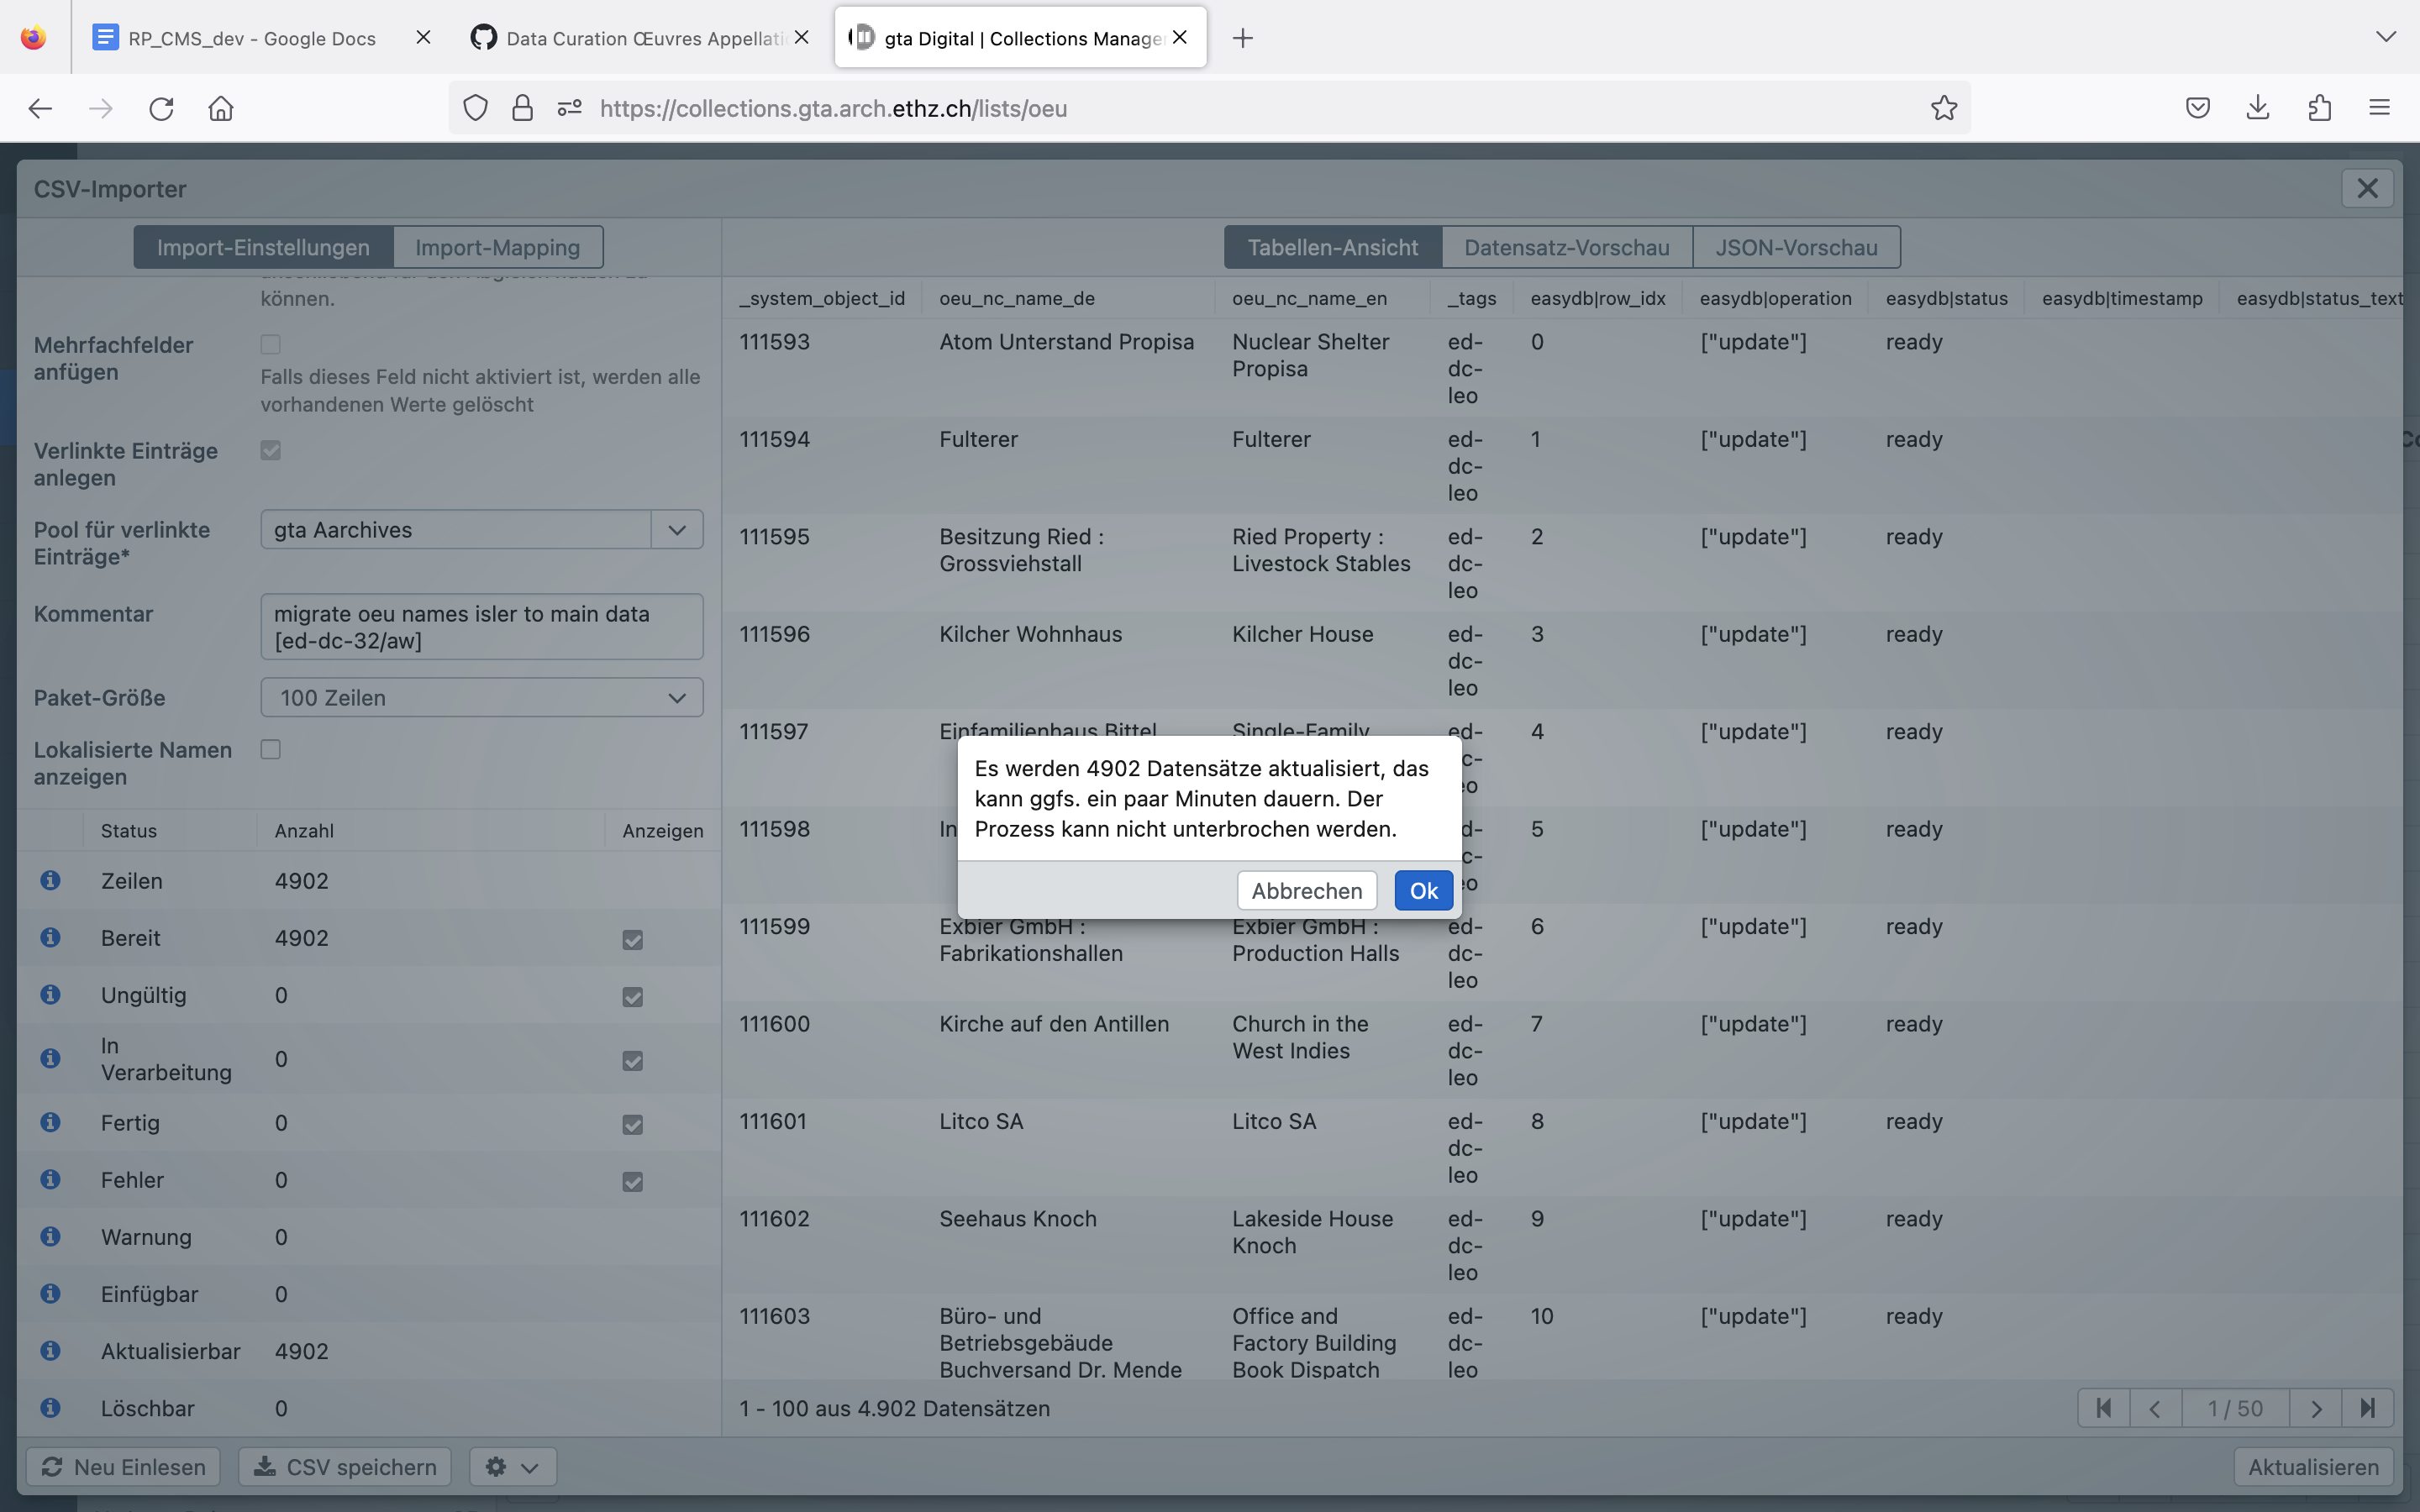 RP_CMS_dev - Google Docs
Data Curation Œuvres Appellati
gta Digital | Collections Manager
https://collections.gta.arch.ethz.ch/lists/oeu
CSV-Importer
Import-Einstellungen
Import-Mapping
Tabellen-Ansicht
Datensatz-Vorschau
JSON-Vorschau
können.
Mehrfachfelder
anfügen
Falls dieses Feld nicht aktiviert ist, werden alle
vorhandenen Werte gelöscht
Verlinkte Einträge
anlegen
Pool für verlinkte
Einträge*
gta Aarchives
Kommentar
migrate oeu names isler to main data
[ed-dc-32/aw]
Paket-Größe
100 Zeilen
Lokalisierte Namen
anzeigen
Status Anzahl Anzeigen
Zeilen 4902
Bereit 4902
Ungültig 0
In
Verarbeitung 0
Fertig 0
Fehler 0
Warnung 0
Einfügbar 0
Aktualisierbar 4902
Löschbar 0
_system_object_id oeu_nc_name_de oeu_nc_name_en _tags easydb|row_idx easydb|operation easydb|status easydb|timestamp easydb|status_text
111593 Atom Unterstand Propisa Nuclear Shelter ed- 0 ["update"] ready
Propisa dc-
leo
111594 Fulterer Fulterer ed- 1 ["update"] ready
dc-
leo
111595 Besitzung Ried : Ried Property : ed- 2 ["update"] ready
Grossviehstall Livestock Stables dc-
leo
111596 Kilcher Wohnhaus Kilcher House ed- 3 ["update"] ready
dc-
leo
111597 Einfamilienhaus Bittel Single-Family ed- 4 ["update"] ready
c-
eo
111598 In d- 5 ["update"] ready
c-
eo
111599 Exbier GmbH : Exbier GmbH : ed- 6 ["update"] ready
Fabrikationshallen Production Halls dc-
leo
111600 Kirche auf den Antillen Church in the ed- 7 ["update"] ready
West Indies dc-
leo
111601 Litco SA Litco SA ed- 8 ["update"] ready
dc-
leo
111602 Seehaus Knoch Lakeside House ed- 9 ["update"] ready
Knoch dc-
leo
111603 Büro- und Office and ed- 10 ["update"] ready
Betriebsgebäude Factory Building dc-
Buchversand Dr. Mende Book Dispatch leo
Es werden 4902 Datensätze aktualisiert, das
kann ggfs. ein paar Minuten dauern. Der
Prozess kann nicht unterbrochen werden.
Abbrechen
Ok
1 - 100 aus 4.902 Datensätzen
1 / 50
Neu Einlesen
CSV speichern
Aktualisieren